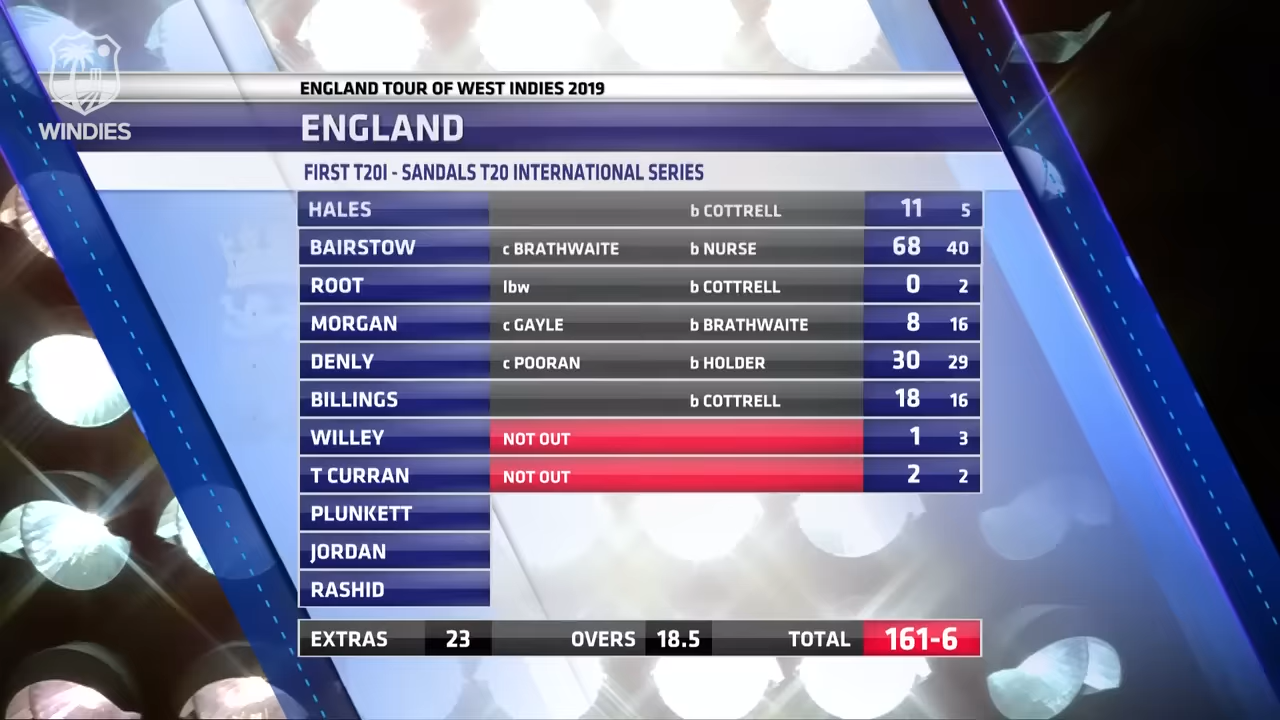 WINDIES
ENGLAND TOUR OF WEST INDIES 2019
ENGLAND
FIRST T20I - SANDALS T20 INTERNATIONAL SERIES
HALES b COTTRELL 11 5
BAIRSTOW c BRATHWAITE b NURSE 68 40
ROOT lbw b COTTRELL 0 2
MORGAN c GAYLE b BRATHWAITE 8 16
DENLY c POORAN b HOLDER 30 29
BILLINGS b COTTRELL 18 16
WILLEY NOT OUT 1 3
T CURRAN NOT OUT 2 2
PLUNKETT
JORDAN
RASHID
EXTRAS 23 OVERS 18.5 TOTAL 161-6